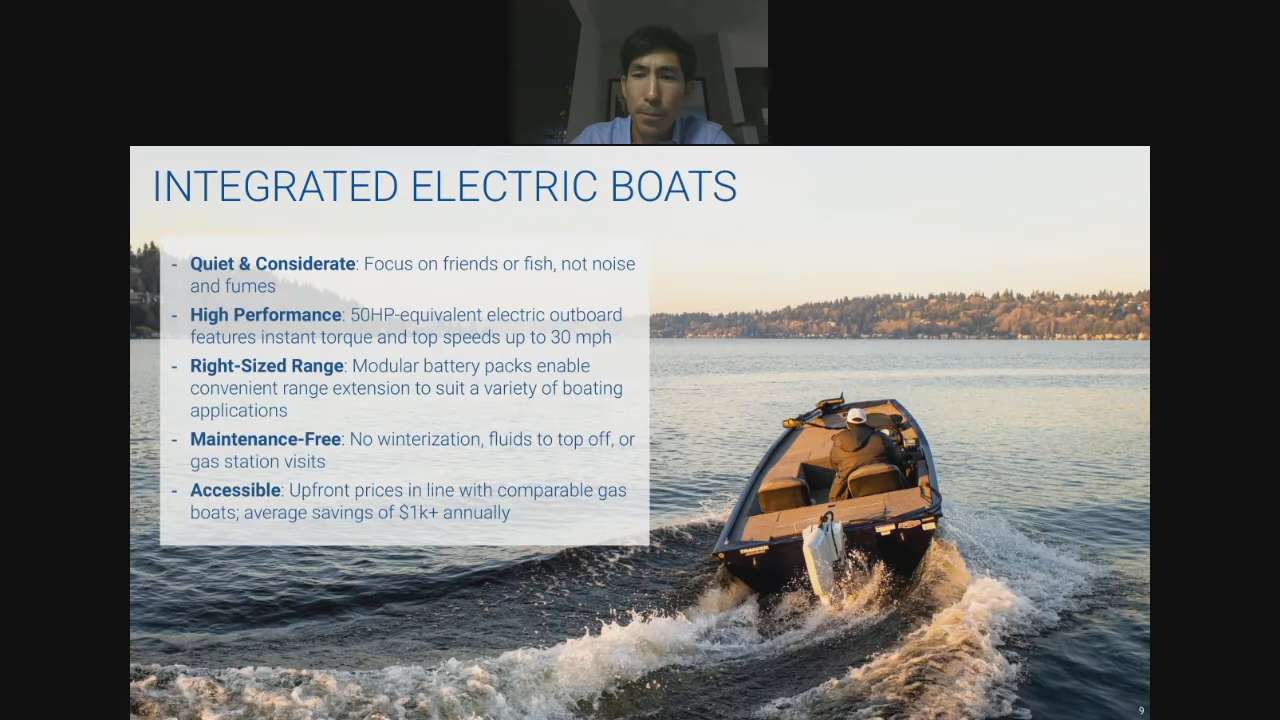 INTEGRATED ELECTRIC BOATS
- Quiet & Considerate: Focus on friends or fish, not noise
and fumes
- High Performance: 50HP-equivalent electric outboard
features instant torque and top speeds up to 30 mph
- Right-Sized Range: Modular battery packs enable
convenient range extension to suit a variety of boating
applications
- Maintenance-Free: No winterization, fluids to top off, or
gas station visits
- Accessible: Upfront prices in line with comparable gas
boats; average savings of $1k+ annually
TRACKER
9